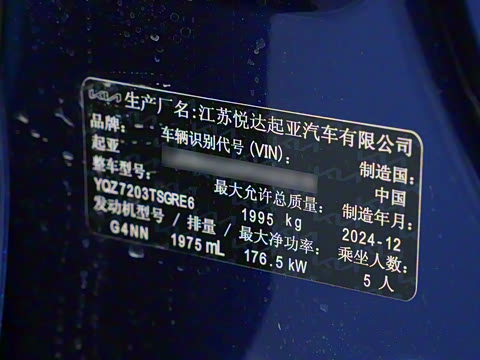 KIA 生产厂名:江苏悦达起亚汽车有限公司
品牌: 车辆识别代号 (VIN): 制造国:
起亚 中国
整车型号: 最大允许总质量: 制造年月:
YQZ7203TSGRE6 1995 kg 2024-12
发动机型号 / 排量 / 最大净功率: 乘坐人数:
G4NN 1975 mL 176.5 kW 5 人